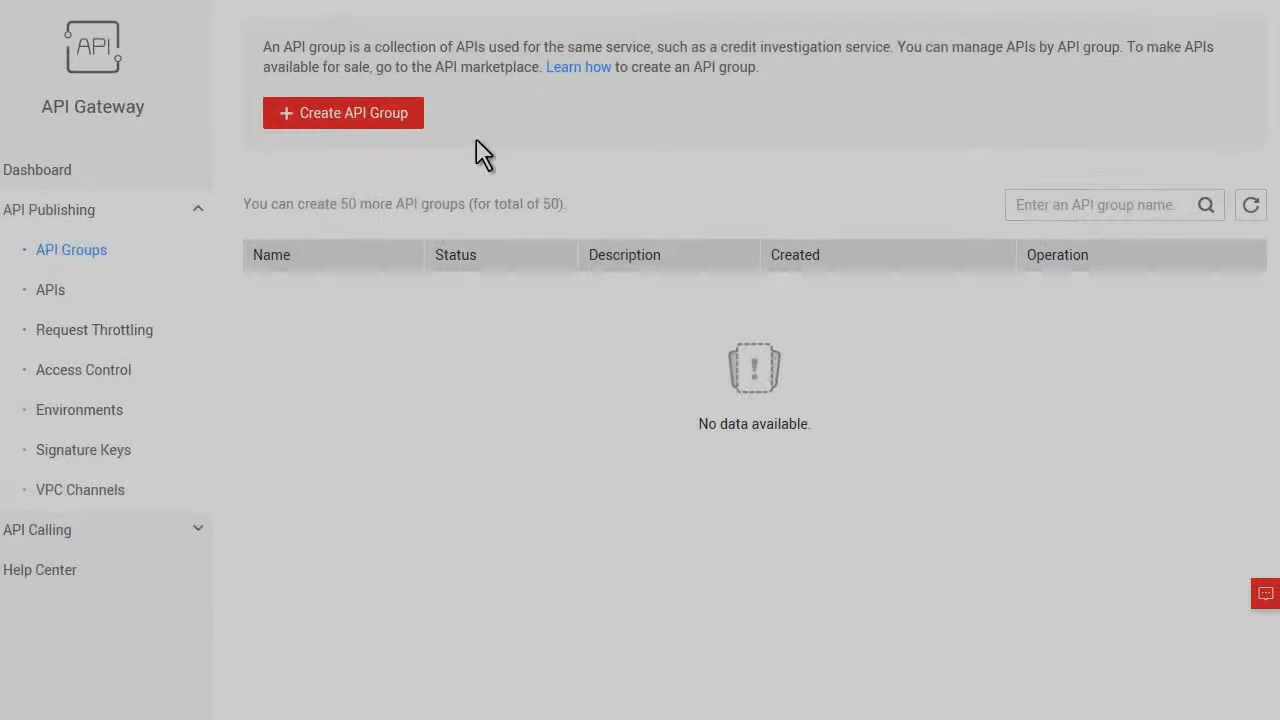 API
API Gateway
Dashboard
API Publishing
API Groups
APIs
Request Throttling
Access Control
Environments
Signature Keys
VPC Channels
API Calling
Help Center
An API group is a collection of APIs used for the same service, such as a credit investigation service. You can manage APIs by API group. To make APIs
available for sale, go to the API marketplace. Learn how to create an API group.
+ Create API Group
You can create 50 more API groups (for total of 50).
Enter an API group name.
Name Status Description Created Operation
No data available.